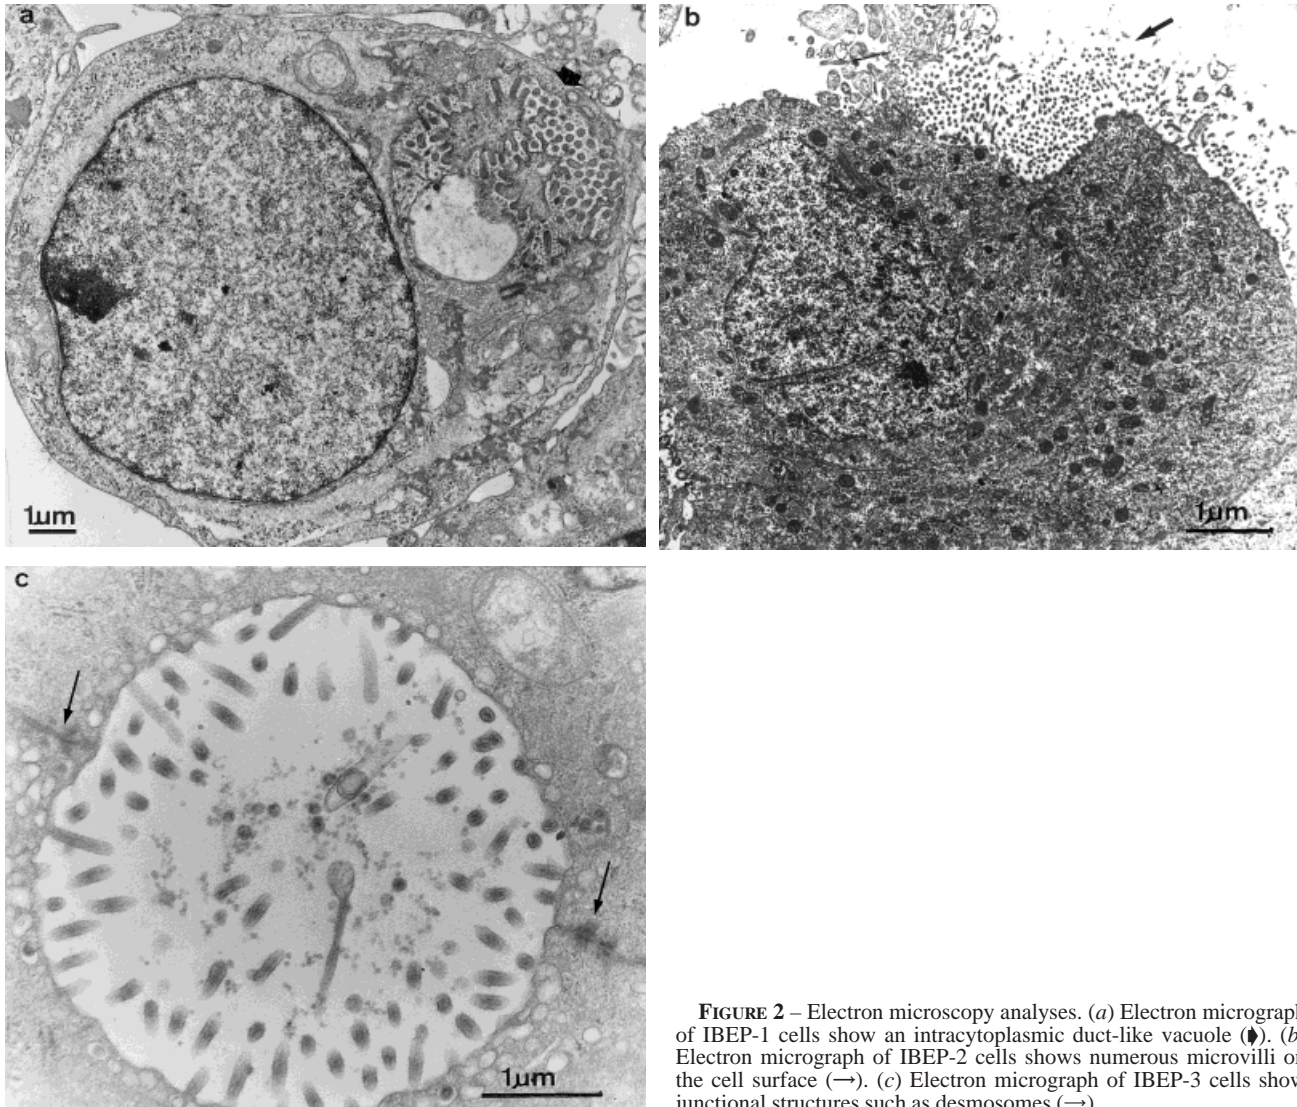 a
b
1µm
1µm
c
1µm
FIGURE 2 – Electron microscopy analyses. (a) Electron micrograph
of IBEP-1 cells show an intracytoplasmic duct-like vacuole (➧). (b
Electron micrograph of IBEP-2 cells shows numerous microvilli on
the cell surface (→). (c) Electron micrograph of IBEP-3 cells show
junctional structures such as desmosomes (→).